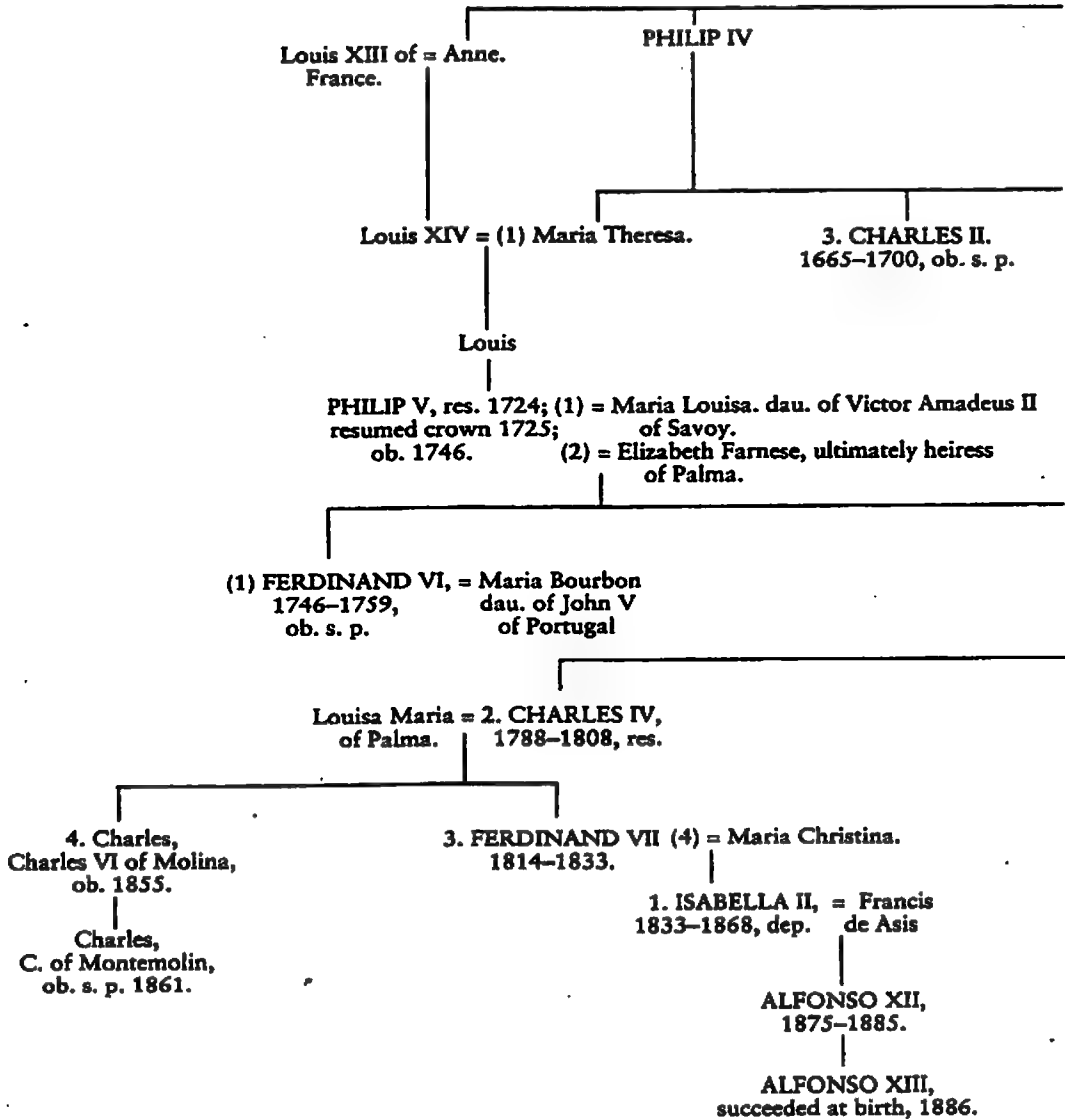 PHILIP IV
Louis XIII of = Anne.
France.
Louis XIV = (1) Maria Theresa.
3. CHARLES II.
1665–1700, ob. s. p.
Louis
PHILIP V, res. 1724; (1) = Maria Louisa. dau. of Victor Amadeus II
resumed crown 1725; of Savoy.
ob. 1746. (2) = Elizabeth Farnese, ultimately heiress
of Palma.
(1) FERDINAND VI, = Maria Bourbon
1746–1759, dau. of John V
ob. s. p. of Portugal
Louisa Maria = 2. CHARLES IV,
of Palma. 1788–1808, res.
4. Charles,
Charles VI of Molina,
ob. 1855.
3. FERDINAND VII (4) = Maria Christina.
1814–1833.
Charles,
C. of Montemolin,
ob. s. p. 1861.
1. ISABELLA II, = Francis
1833–1868, dep. de Asis
ALFONSO XII,
1875–1885.
ALFONSO XIII,
succeeded at birth, 1886.